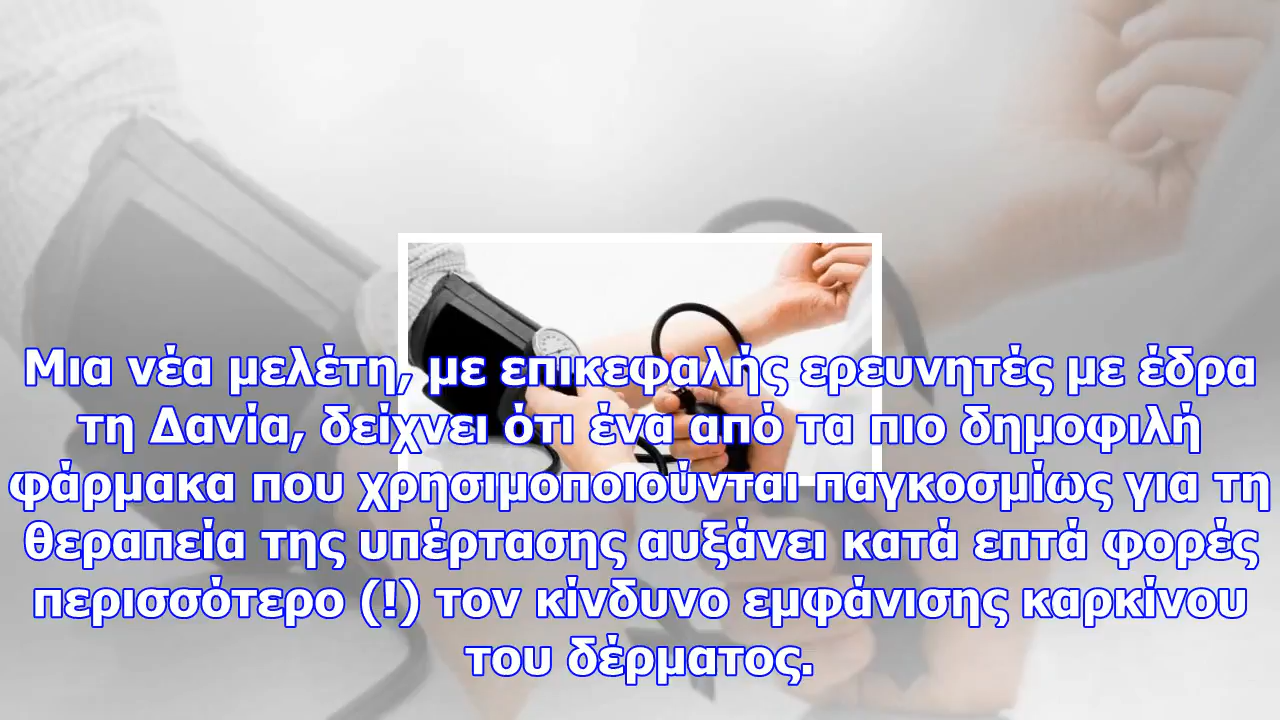 Μια νέα μελέτη, με επικεφαλής ερευνητές με έδρα
τη Δανία, δείχνει ότι ένα από τα πιο δημοφιλή
φάρμακα που χρησιμοποιούνται παγκοσμίως για τη
θεραπεία της υπέρτασης αυξάνει κατά επτά φορές
περισσότερο (!) τον κίνδυνο εμφάνισης καρκίνου
του δέρματος.